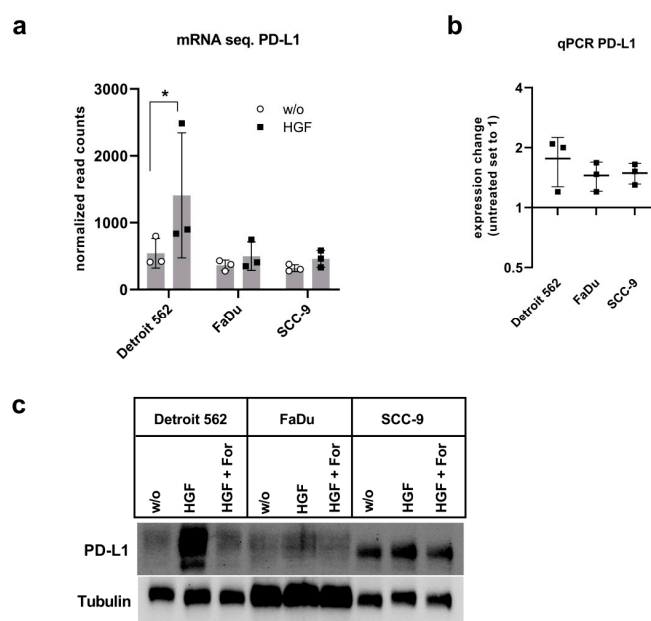 a
mRNA seq. PD-L1
normalized read counts
3000
2000
1000
0
*
w/o
HGF
Detroit 562
FaDu
SCC-9
b
qPCR PD-L1
expression change
(untreated set to 1)
4
2
1
0.5
Detroit 562
FaDu
SCC-9
c
Detroit 562 FaDu SCC-9
w/o HGF HGF + For w/o HGF HGF + For w/o HGF HGF + For
PD-L1
Tubulin